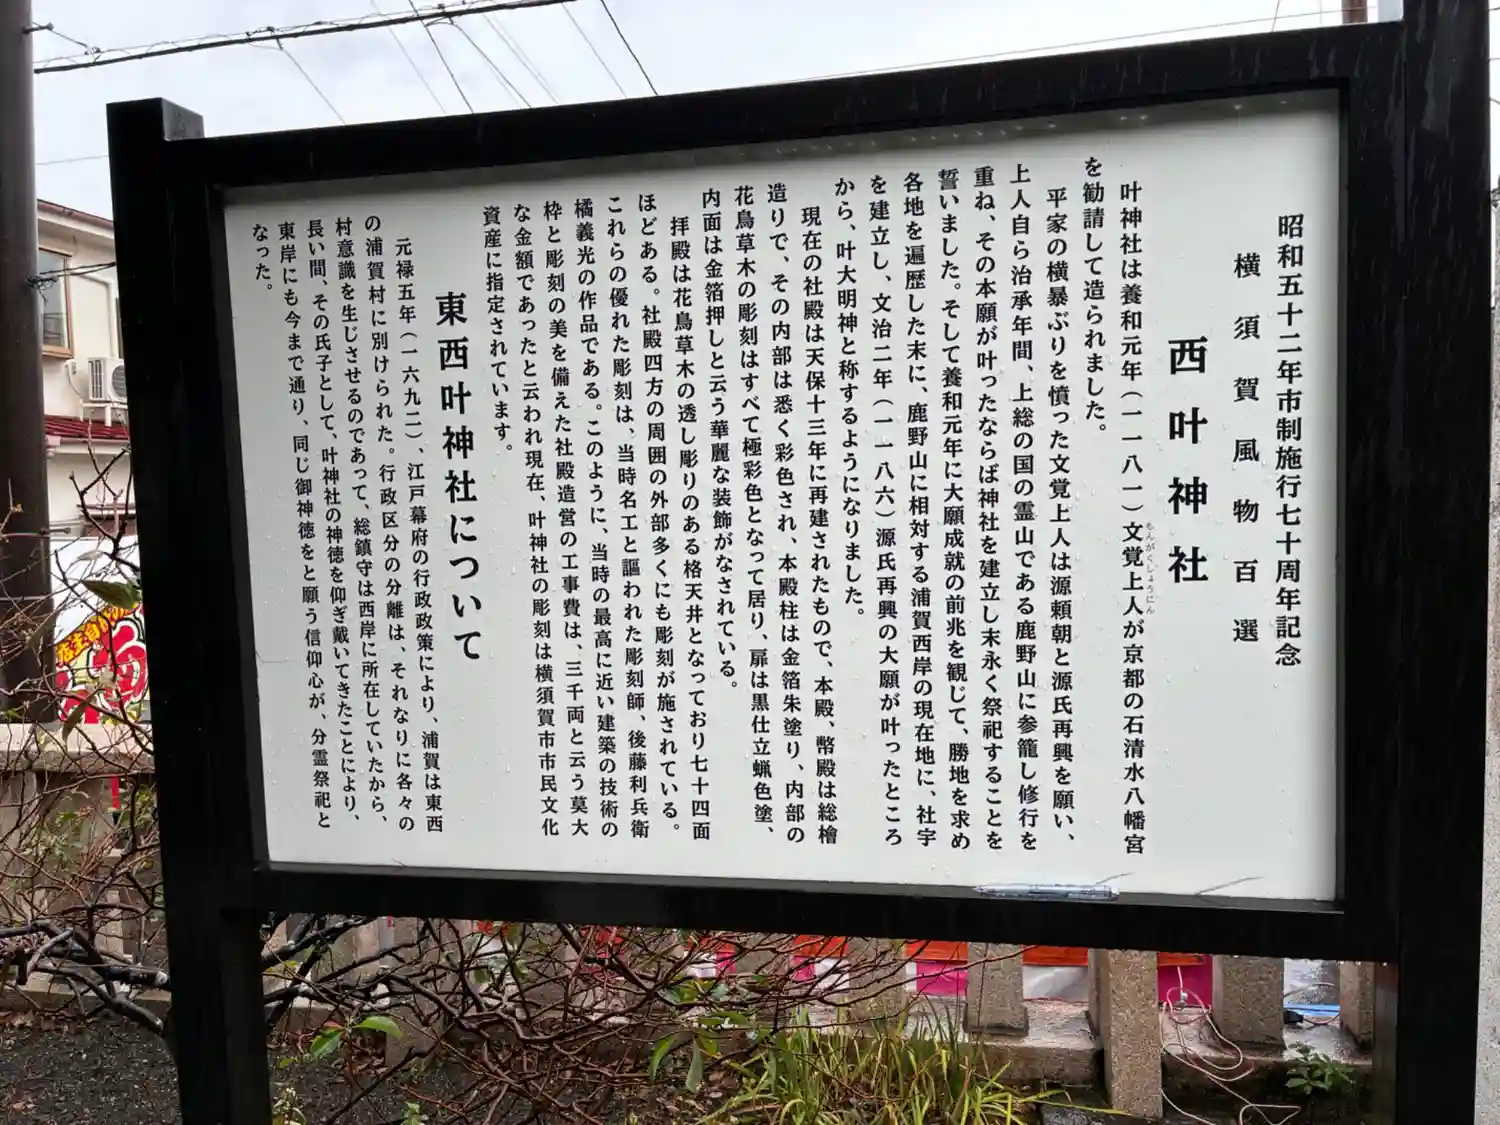 昭和五十二年市制施行七十周年記念
横須賀風物百選
西叶神社
叶神社は養和元年（一一八一）文覚上人が京都の石清水八幡宮
もんがくしょうにん
を勧請して造られました。
平家の横暴ぶりを憤った文覚上人は源頼朝と源氏再興を願い、
上人自ら治承年間、上総の国の霊山である鹿野山に参籠し修行を
重ね、その本願が叶ったならば神社を建立し末永く祭祀することを
誓いました。そして養和元年に大願成就の前兆を観じて、勝地を求め
各地を遍歴した末に、鹿野山に相対する浦賀西岸の現在地に、社宇
を建立し、文治二年（一一八六）源氏再興の大願が叶ったところ
から、叶大明神と称するようになりました。
現在の社殿は天保十三年に再建されたもので、本殿、幣殿は総檜
造りで、その内部は悉く彩色され、本殿柱は金箔朱塗り、内部の
花鳥草木の彫刻はすべて極彩色となって居り、扉は黒仕立蝋色塗、
内面は金箔押しと云う華麗な装飾がなされている。
拝殿は花鳥草木の透し彫りのある格天井となっており七十四面
ほどある。社殿四方の周囲の外部多くにも彫刻が施されている。
これらの優れた彫刻は、当時名工と謳われた彫刻師、後藤利兵衛
橘義光の作品である。このように、当時の最高に近い建築の技術の
枠と彫刻の美を備えた社殿造営の工事費は、三千両と云う莫大
な金額であったと云われ現在、叶神社の彫刻は横須賀市市民文化
資産に指定されています。
東西叶神社について
元禄五年（一六九二）、江戸幕府の行政政策により、浦賀は東西
の浦賀村に別けられた。行政区分の分離は、それなりに各々の
村意識を生じさせるのであって、総鎮守は西岸に所在していたから、
長い間、その氏子として、叶神社の神徳を仰ぎ戴いてきたことにより、
東岸にも今まで通り、同じ御神徳をと願う信仰心が、分霊祭祀と
なった。
店主自